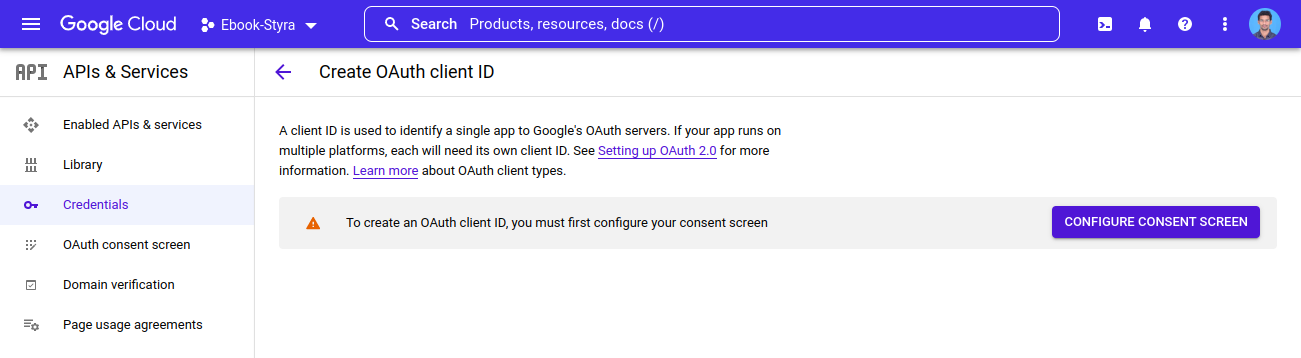 Google Cloud
Ebook-Styra
Search Products, resources, docs (/)
API APIs & Services
Create OAuth client ID
Enabled APIs & services
Library
Credentials
OAuth consent screen
Domain verification
Page usage agreements
A client ID is used to identify a single app to Google's OAuth servers. If your app runs on
multiple platforms, each will need its own client ID. See Setting up OAuth 2.0 for more
information. Learn more about OAuth client types.
To create an OAuth client ID, you must first configure your consent screen
CONFIGURE CONSENT SCREEN